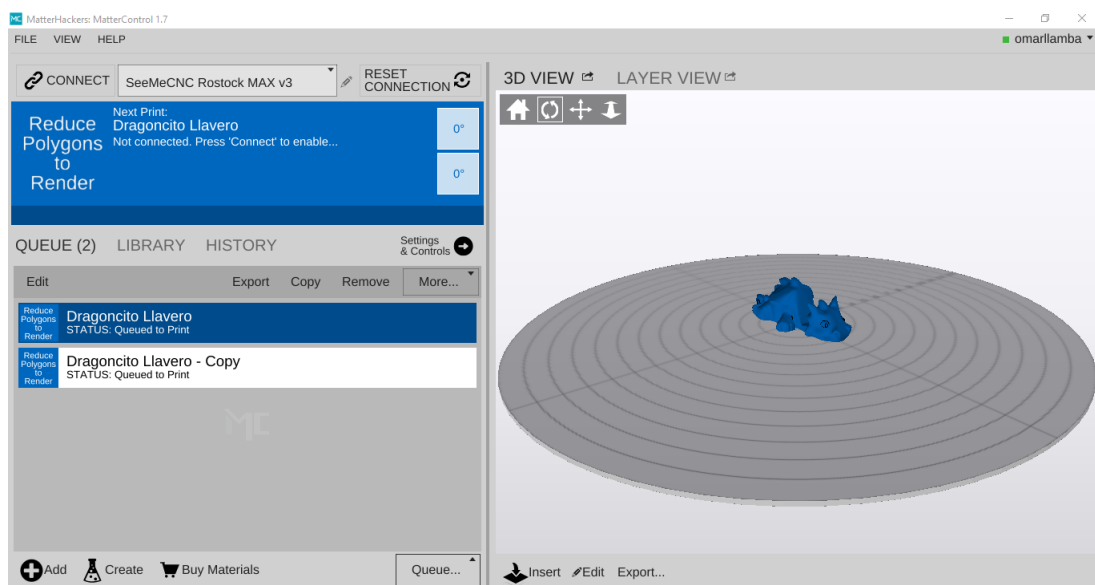 MC MatterHackers: MatterControl 1.7
FILE VIEW HELP
omarllamba
CONNECT
SeeMeCNC Rostock MAX v3
RESET
CONNECTION
Reduce
Polygons
to
Render
Next Print:
Dragoncito Llavero
Not connected. Press 'Connect' to enable...
0°
0°
QUEUE (2) LIBRARY HISTORY
Settings
& Controls
Edit Export Copy Remove More...
Reduce
Polygons
to
Render
Dragoncito Llavero
STATUS: Queued to Print
Reduce
Polygons
to
Render
Dragoncito Llavero - Copy
STATUS: Queued to Print
MC
Add Create Buy Materials Queue...
3D VIEW LAYER VIEW
Insert Edit Export...